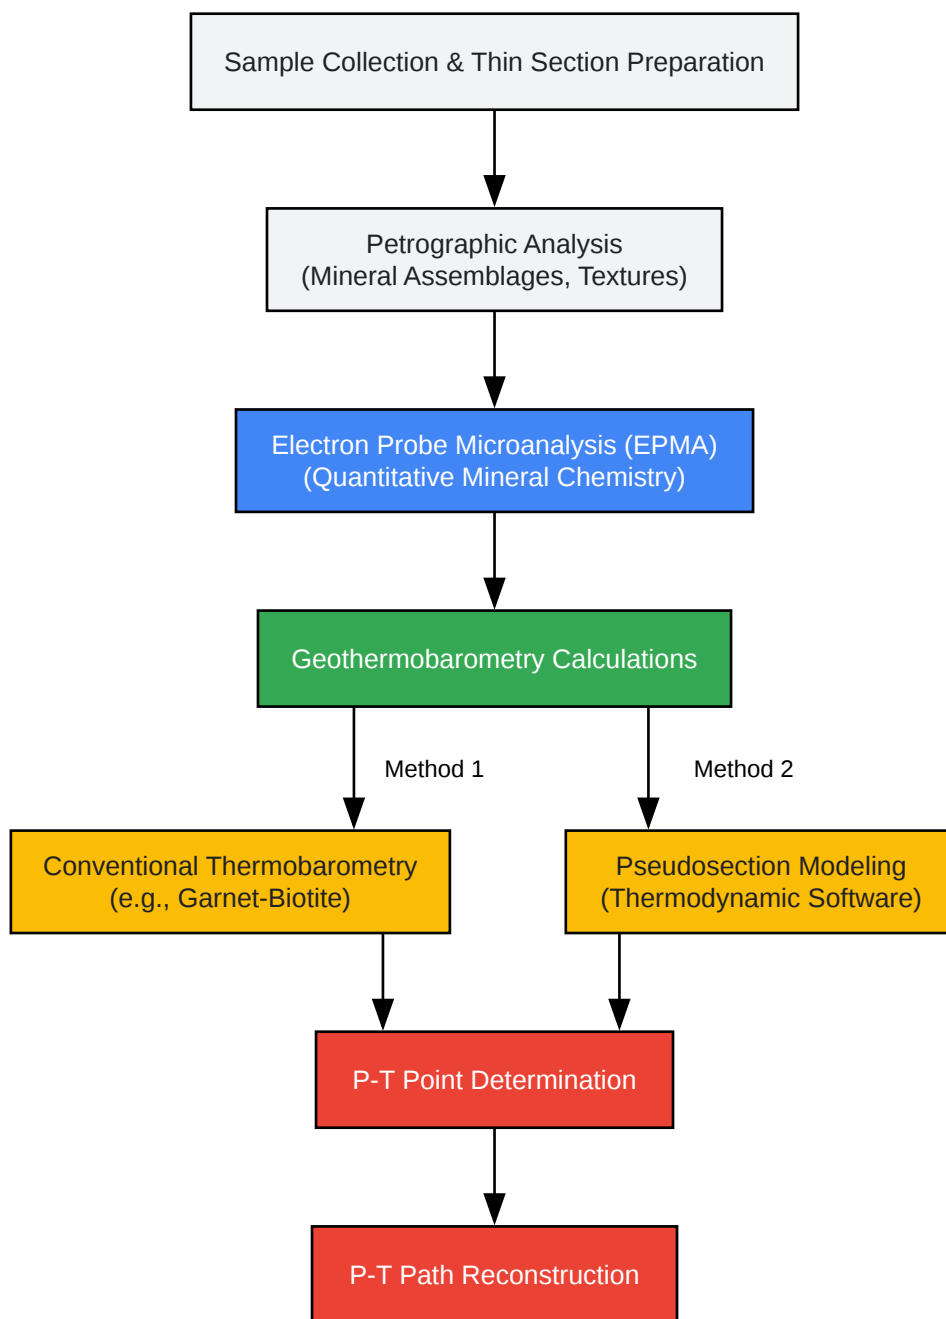 Sample Collection & Thin Section Preparation
Petrographic Analysis
(Mineral Assemblages, Textures)
Electron Probe Microanalysis (EPMA)
(Quantitative Mineral Chemistry)
Geothermobarometry Calculations
Method 1
Method 2
Conventional Thermobarometry
(e.g., Garnet-Biotite)
Pseudosection Modeling
(Thermodynamic Software)
P-T Point Determination
P-T Path Reconstruction